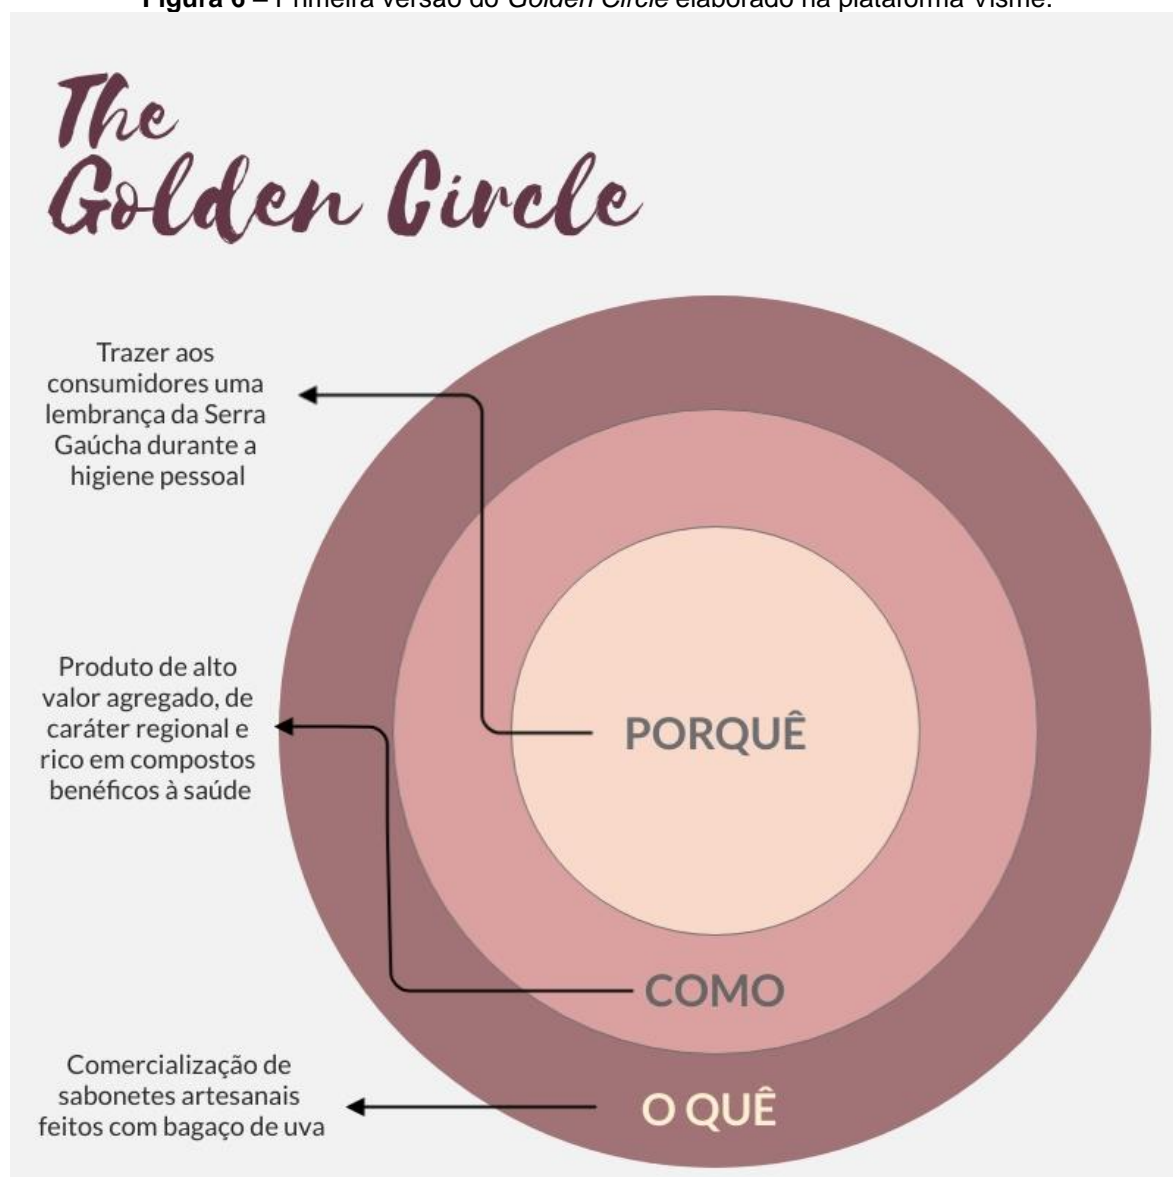 Figura 6 – Primeira versão do Golden Circle elaborado na plataforma Visme.
The
Golden Circle
Trazer aos
consumidores uma
lembrança da Serra
Gaúcha durante a
higiene pessoal
Produto de alto
valor agregado, de
caráter regional e
rico em compostos
benéficos à saúde
PORQUÊ
COMO
Comercialização de
sabonetes artesanais
feitos com bagaço de uva
O QUÊ